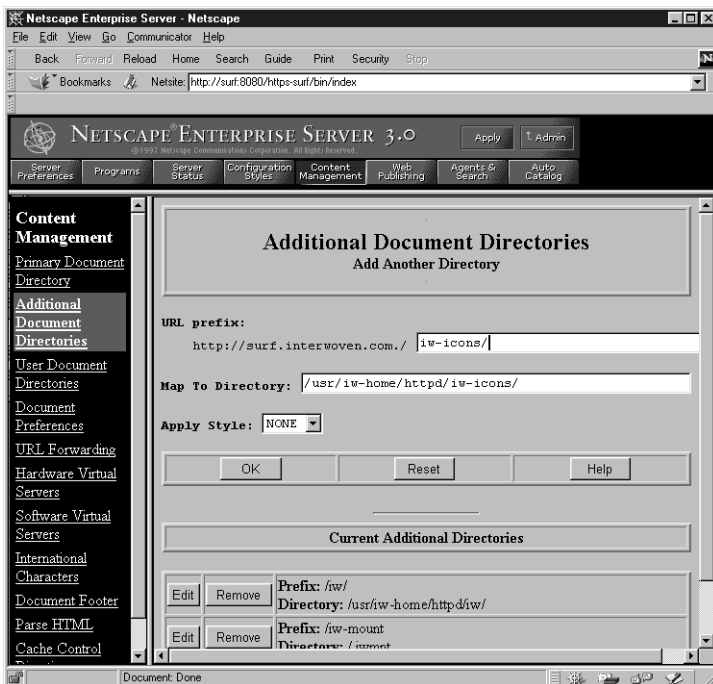 Netscape Enterprise Server - Netscape
File Edit View Go Communicator Help
Back Forward Reload Home Search Guide Print Security Stop
Bookmarks Netsite: http://surf:8080/https-surf/bin/index
NETSCAPE® ENTERPRISE SERVER 3.0
©1997 Netscape Communications Corporation. All Rights Reserved.
Apply Admin
Server Preferences
Programs
Server Status
Configuration Styles
Content Management
Web Publishing
Agents & Search
Auto Catalog
Content
Management
Primary Document
Directory
Additional
Document
Directories
User Document
Directories
Document
Preferences
URL Forwarding
Hardware Virtual
Servers
Software Virtual
Servers
International
Characters
Document Footer
Parse HTML
Cache Control
Additional Document Directories
Add Another Directory
URL prefix:
http://surf.interwoven.com./ iw-icons/
Map To Directory: /usr/iw-home/httpd/iw-icons/
Apply Style: NONE
OK Reset Help
Current Additional Directories
Edit Remove Prefix: /iw/
Directory: /usr/iw-home/httpd/iw/
Edit Remove Prefix: /iw-mount
Directory: /.iwmnt
Document: Done